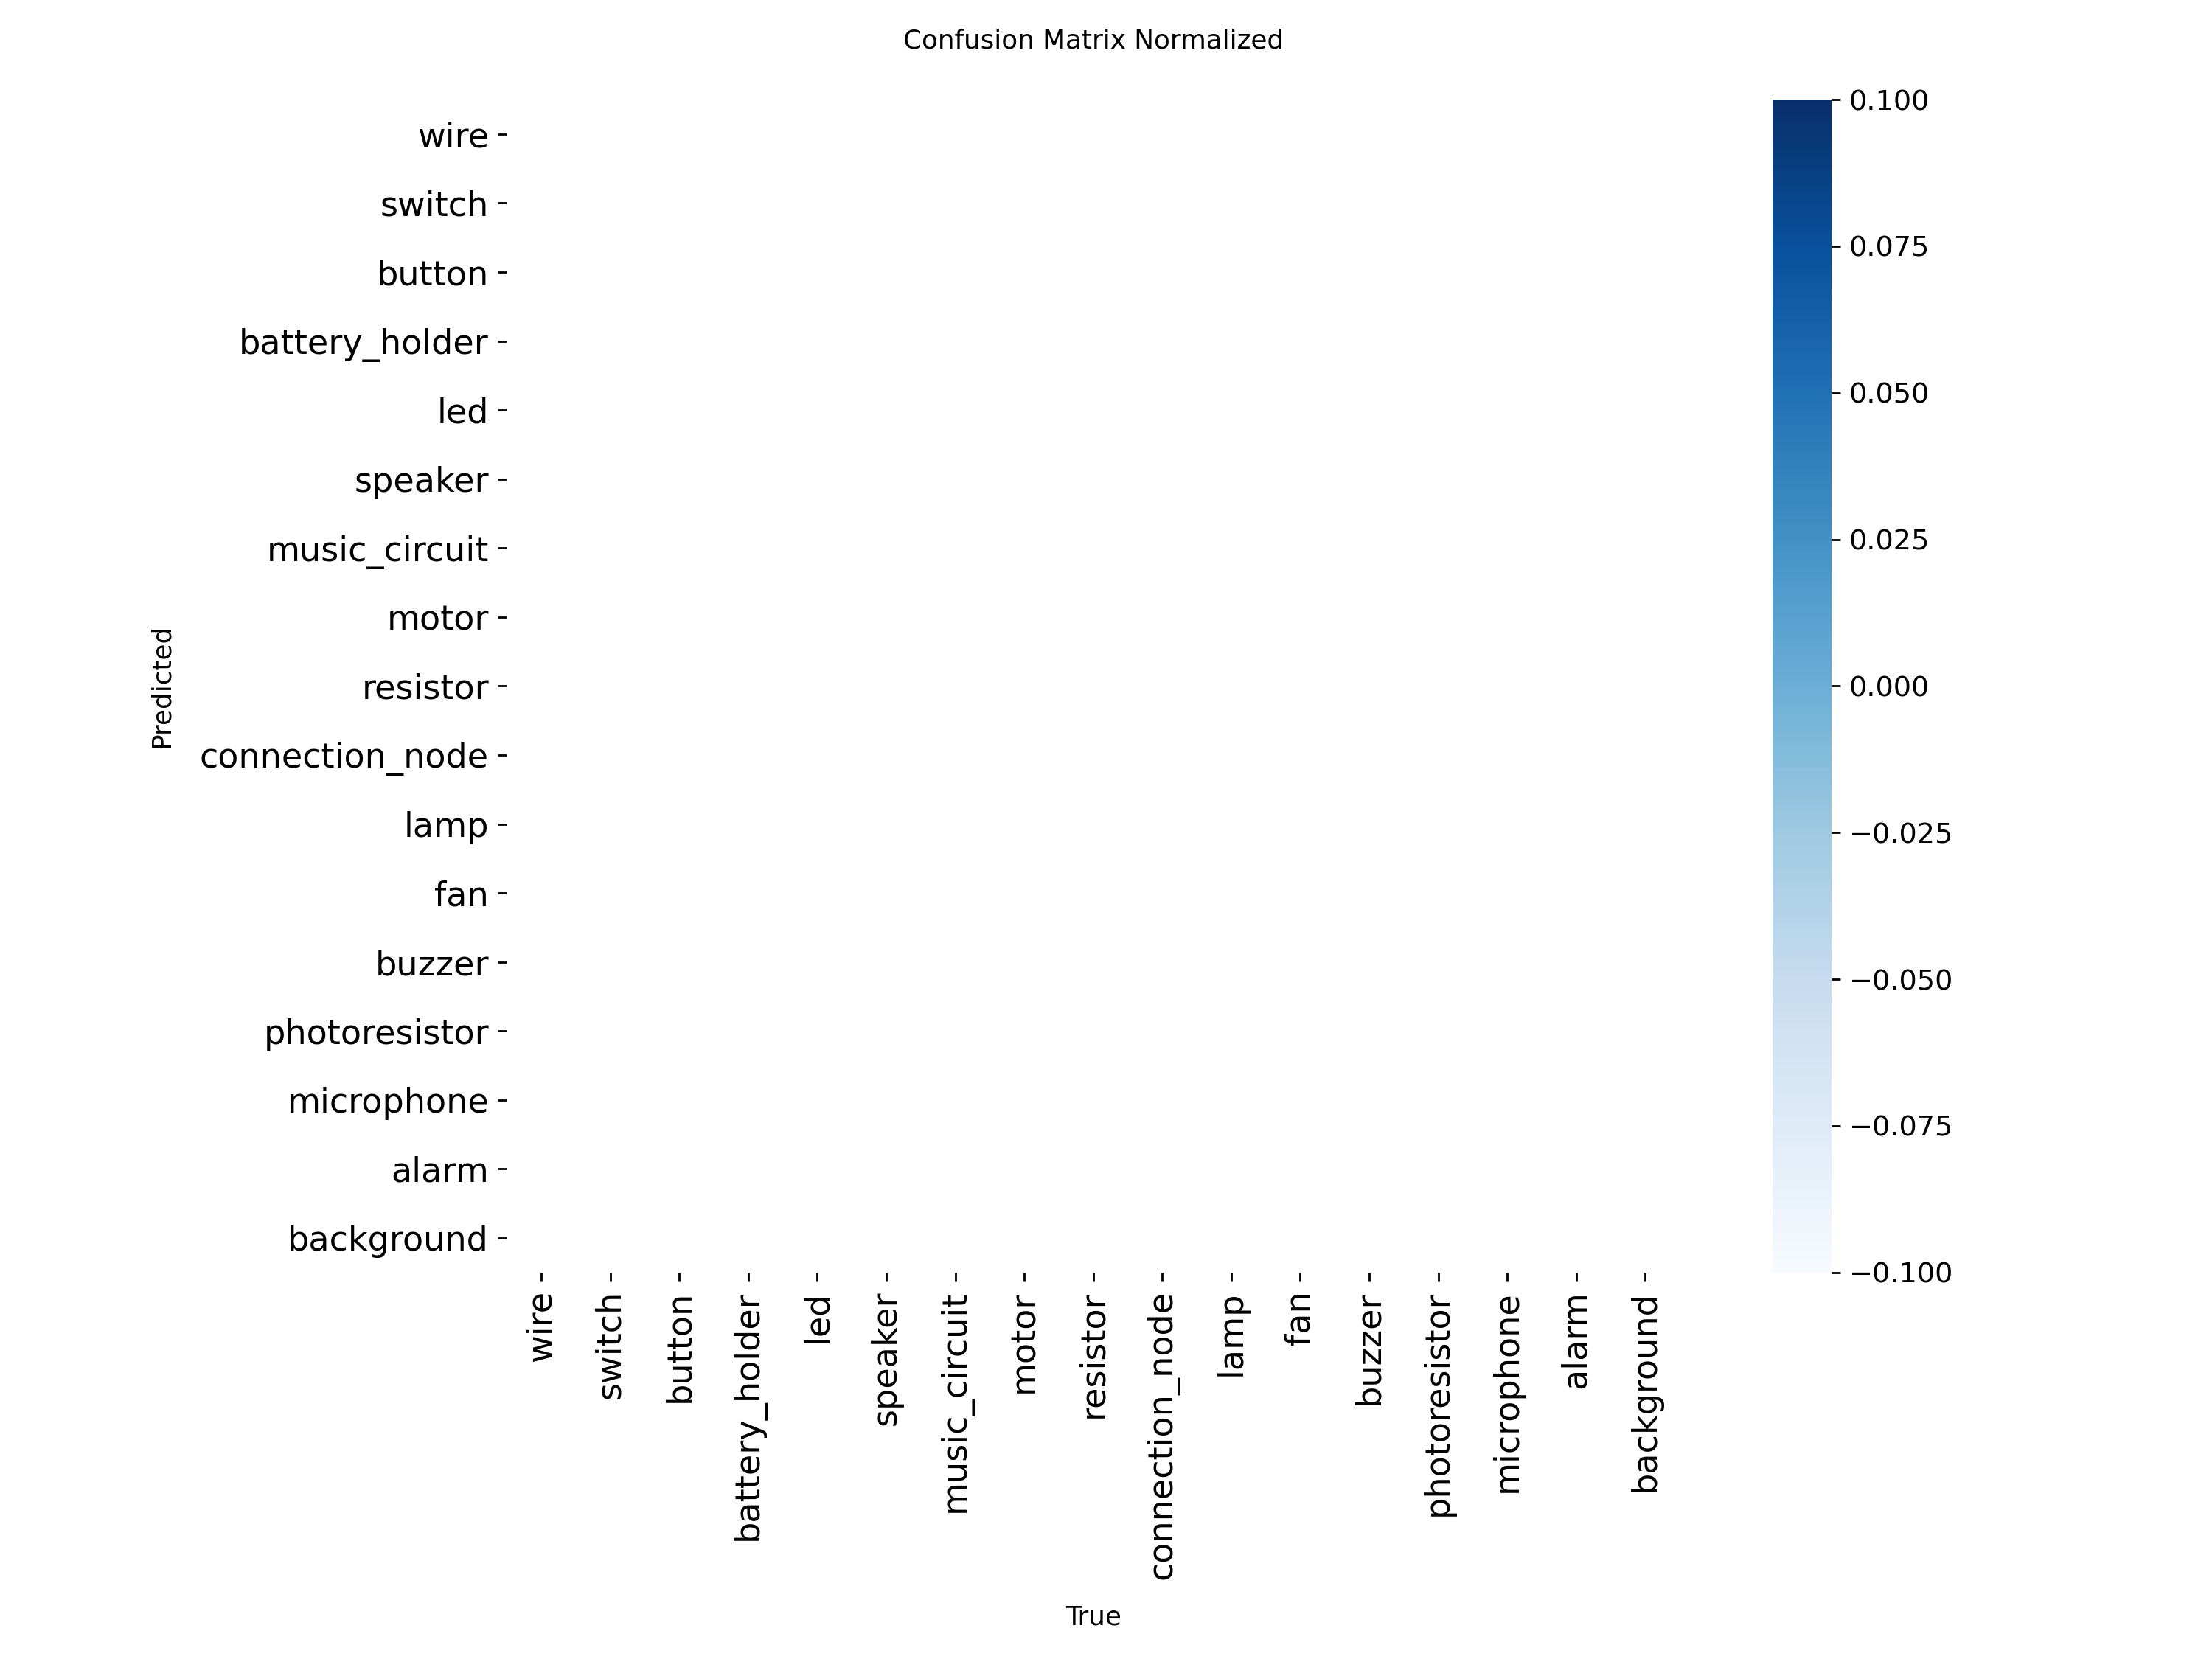 Confusion Matrix Normalized
Predicted
wire
switch
button
battery_holder
led
speaker
music_circuit
motor
resistor
connection_node
lamp
fan
buzzer
photoresistor
microphone
alarm
background
wire
switch
button
battery_holder
led
speaker
music_circuit
motor
resistor
connection_node
lamp
fan
buzzer
photoresistor
microphone
alarm
background
True
0.100
0.075
0.050
0.025
0.000
−0.025
−0.050
−0.075
−0.100